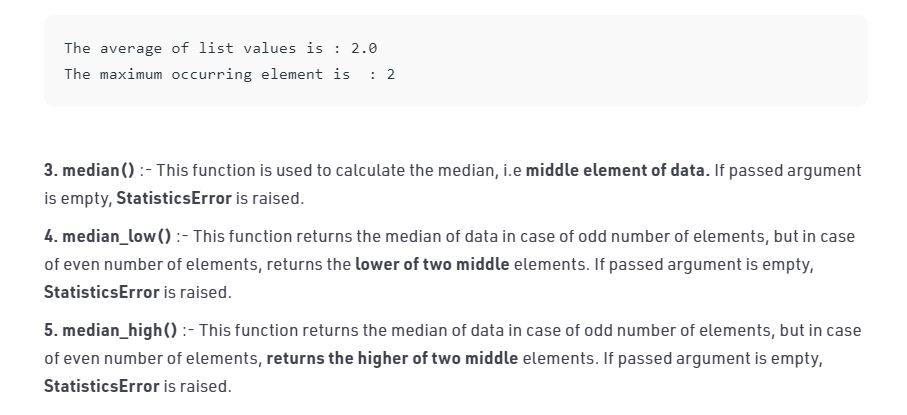 The average of list values is : 2.0
The maximum occurring element is  : 2
3. median() :- This function is used to calculate the median, i.e middle element of data. If passed argument
is empty, StatisticsError is raised.
4. median_low() :- This function returns the median of data in case of odd number of elements, but in case
of even number of elements, returns the lower of two middle elements. If passed argument is empty,
StatisticsError is raised.
5. median_high() :- This function returns the median of data in case of odd number of elements, but in case
of even number of elements, returns the higher of two middle elements. If passed argument is empty,
StatisticsError is raised.